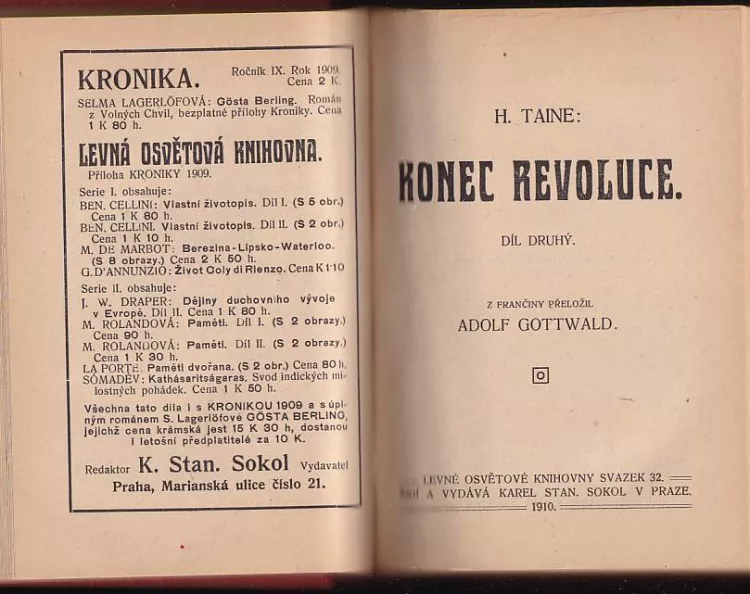 KRONIKA.
Ročník IX. Rok 1909.
Cena 2 K.
SELMA LAGERLÖFOVÁ: Gösta Berling. Román
z Volných Chvil, bezplatné přílohy Kroniky. Cena
1 K 80 h.
LEVNÁ OSVĚTOVÁ KNIHOVNA.
Příloha KRONIKY 1909.
Serie I. obsahuje:
BEN. CELLINI: Vlastní životopis. Díl I. (S 5 obr.)
Cena 1 K 80 h.
BEN. CELLINI. Vlastní životopis. Díl II. (S 2 obr.)
Cena 1 K 10 h.
M. DE MARBOT: Berezina-Lipsko-Waterloo.
(S 8 obrazy.) Cena 2 K 50 h.
G. D'ANNUNZIO: Život Coly di Rienzo. Cena K 1·10
Serie II. obsahuje:
J. W. DRAPER: Dějiny duchovního vývoje
v Evropě. Díl II. Cena 1 K 80 h.
M. ROLANDOVÁ: Paměti. Díl I. (S 2 obrazy.)
Cena 90 h.
M. ROLANDOVÁ: Paměti. Díl II. (S 2 obrazy.)
Cena 1 K 30 h.
LA PORTE: Paměti dvořana. (S 2 obr.) Cena 80 h.
SÓMADÉV: Kathásaritságaras. Svod indických mi-
lostných pohádek. Cena 1 K 50 h.
Všechna tato díla i s KRONIKOU 1909 a s úpl-
ným románem S. Lagerlöfové GÖSTA BERLING,
jejichž cena krámská jest 15 K 30 h, dostanou
i letošní předplatitelé za 10 K.
Redaktor K. Stan. Sokol Vydavatel
Praha, Marianská ulice číslo 21.
H. TAINE:
KONEC REVOLUCE.
DÍL DRUHÝ.
Z FRANČINY PŘELOŽIL
ADOLF GOTTWALD.
LEVNÉ OSVĚTOVÉ KNIHOVNY SVAZEK 32.
A VYDÁVÁ KAREL STAN. SOKOL V PRAZE.
1910.